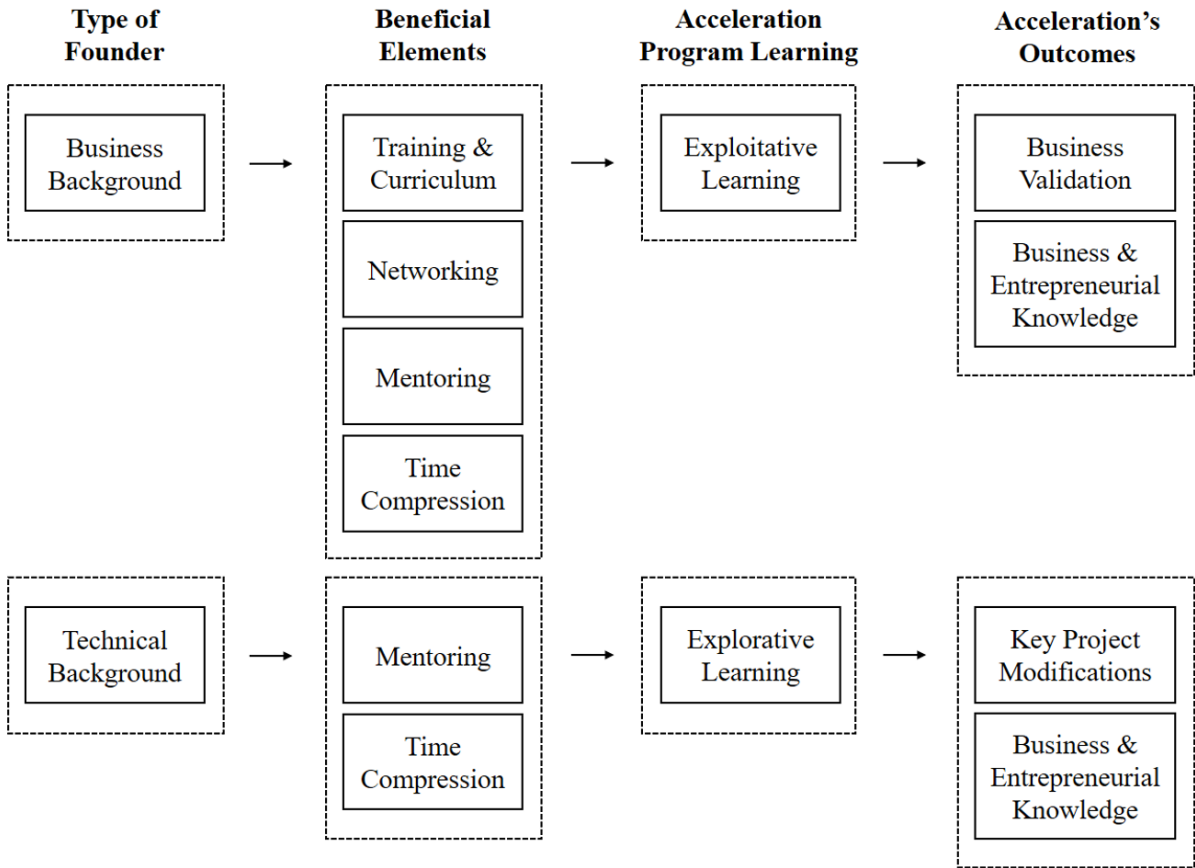 Type of
Founder
Beneficial
Elements
Acceleration
Program Learning
Acceleration’s
Outcomes
Business
Background
Training &
Curriculum
Networking
Mentoring
Time
Compression
Exploitative
Learning
Business
Validation
Business &
Entrepreneurial
Knowledge
Technical
Background
Mentoring
Time
Compression
Explorative
Learning
Key Project
Modifications
Business &
Entrepreneurial
Knowledge